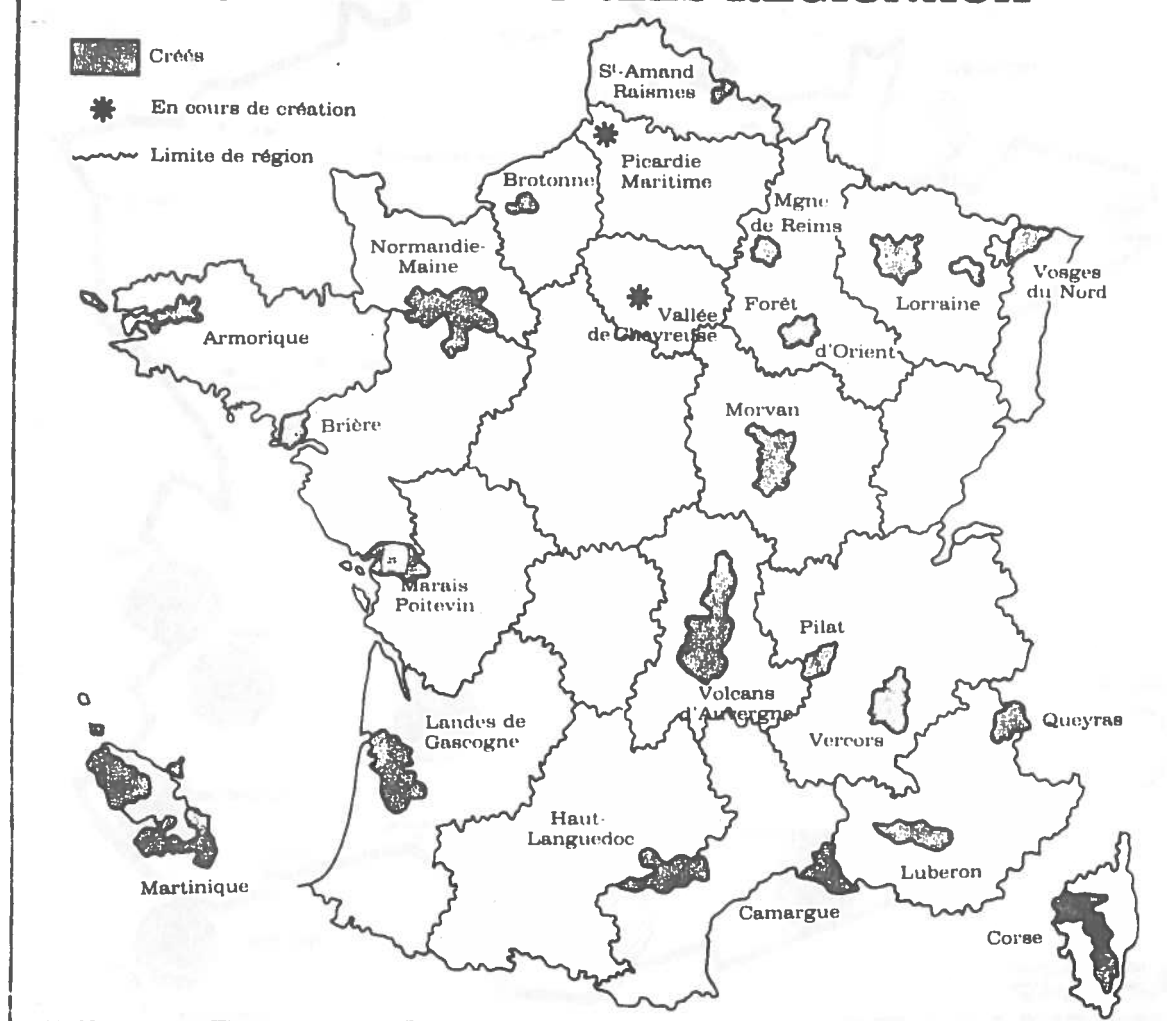 Créés
En cours de création
Limite de région
Sᵗ-Amand
Raismes
Picardie
Maritime
Brotonne
Mgne
de Reims
Normandie-
Maine
Vosges
du Nord
Lorraine
Vallée
de Chevreuse
Forêt
d'Orient
Armorique
Brière
Morvan
Marais
Poitevin
Pilat
Volcans
d'Auvergne
Landes de
Gascogne
Vercors
Queyras
Haut-
Languedoc
Luberon
Martinique
Camargue
Corse